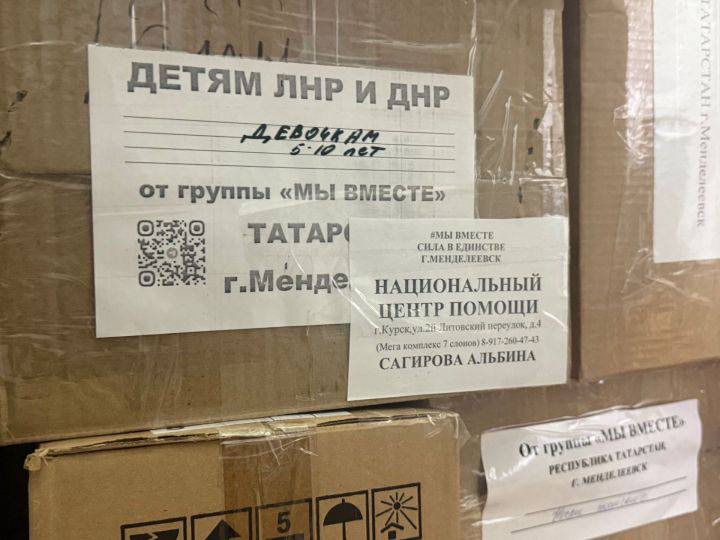 ДЕТЯМ ЛНР И ДНР
ДЕВОЧКАМ
5-10 лет
от группы «МЫ ВМЕСТЕ»
ТАТАРС
г.Менде
#МЫ ВМЕСТЕ
СИЛА В ЕДИНСТВЕ
Г.МЕНДЕЛЕЕВСК
НАЦИОНАЛЬНЫЙ
ЦЕНТР ПОМОЩИ
г.Курск,ул.2й Литовский переулок, д.4
(Мега комплекс 7 слонов) 8-917-260-47-43
САГИРОВА АЛЬБИНА
ТАТАРСТАН г.Менделеевск
От группы «МЫ ВМЕСТЕ»
РЕСПУБЛИКА ТАТАРСТАН,
Г. МЕНДЕЛЕЕВСК
5